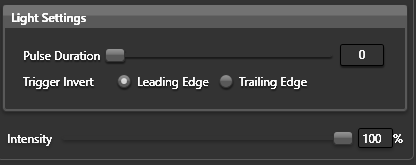 Light Settings
Pulse Duration 0
Trigger Invert Leading Edge Trailing Edge
Intensity 100 %